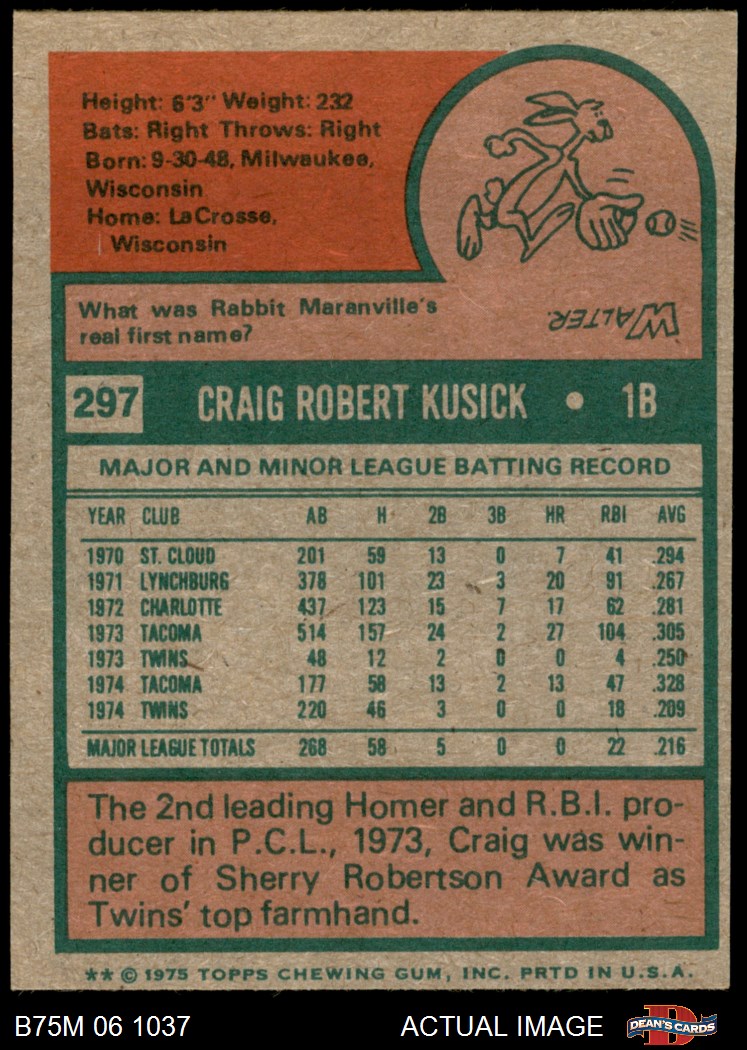 Height: 6'3" Weight: 232
Bats: Right Throws: Right
Born: 9-30-48, Milwaukee,
Wisconsin
Home: LaCrosse,
Wisconsin
What was Rabbit Maranville's
real first name?
WALTER.
297 CRAIG ROBERT KUSICK • 1B
MAJOR AND MINOR LEAGUE BATTING RECORD
YEAR CLUB AB H 2B 3B HR RBI AVG
1970 ST. CLOUD 201 59 13 0 7 41 .294
1971 LYNCHBURG 378 101 23 3 20 91 .267
1972 CHARLOTTE 437 123 15 7 17 62 .281
1973 TACOMA 514 157 24 2 27 104 .305
1973 TWINS 48 12 2 0 0 4 .250
1974 TACOMA 177 58 13 2 13 47 .328
1974 TWINS 220 46 3 0 0 18 .209
MAJOR LEAGUE TOTALS 268 58 5 0 0 22 .216
The 2nd leading Homer and R.B.I. pro-
ducer in P.C.L., 1973, Craig was win-
ner of Sherry Robertson Award as
Twins' top farmhand.
** © 1975 TOPPS CHEWING GUM, INC. PRTD IN U.S.A.
B75M 06 1037 ACTUAL IMAGE DEAN'S CARDS